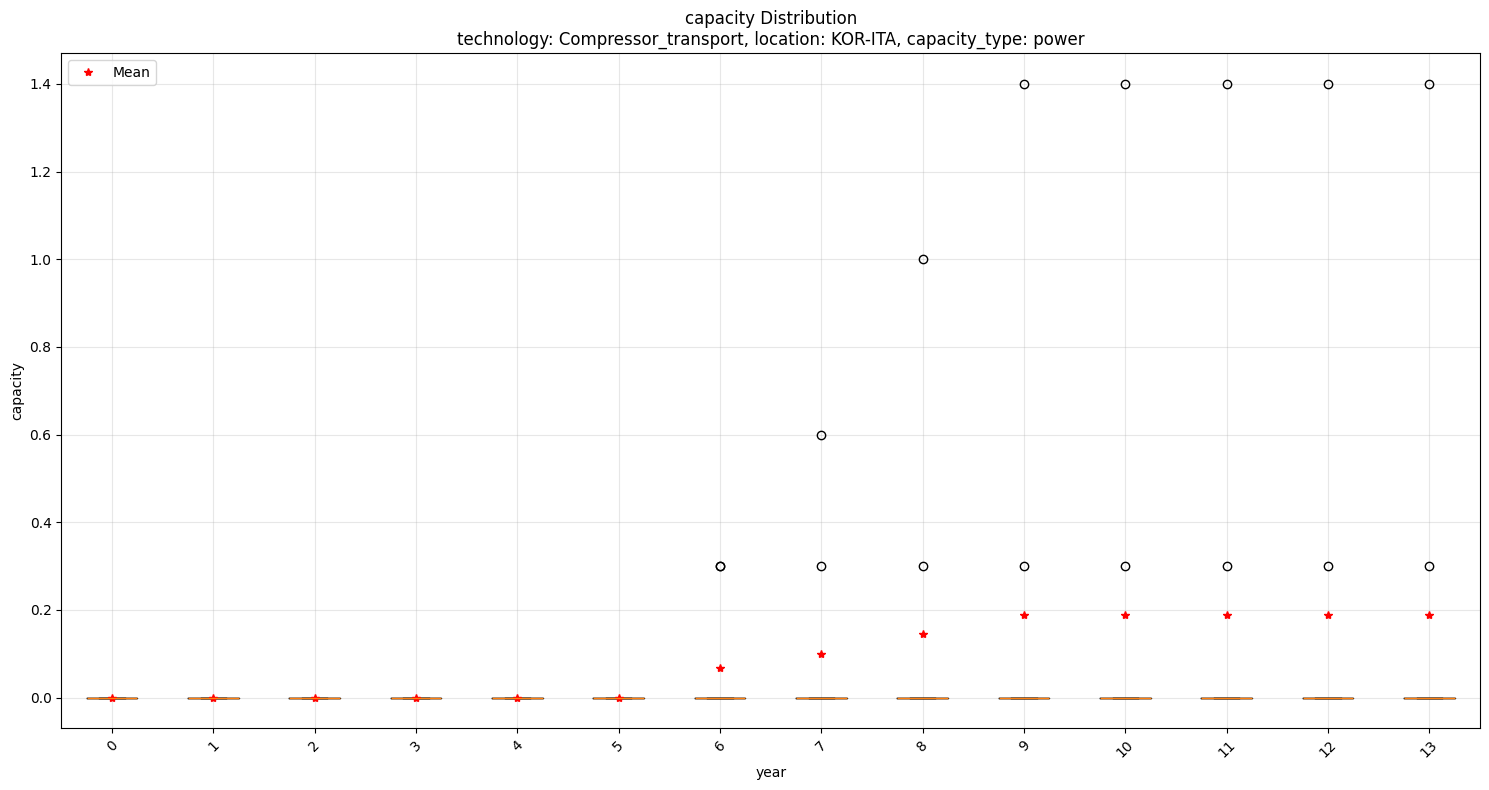 capacity Distribution
technology: Compressor_transport, location: KOR-ITA, capacity_type: power
Mean
capacity
1.4
1.2
1.0
0.8
0.6
0.4
0.2
0.0
0 1 2 3 4 5 6 7 8 9 10 11 12 13
year